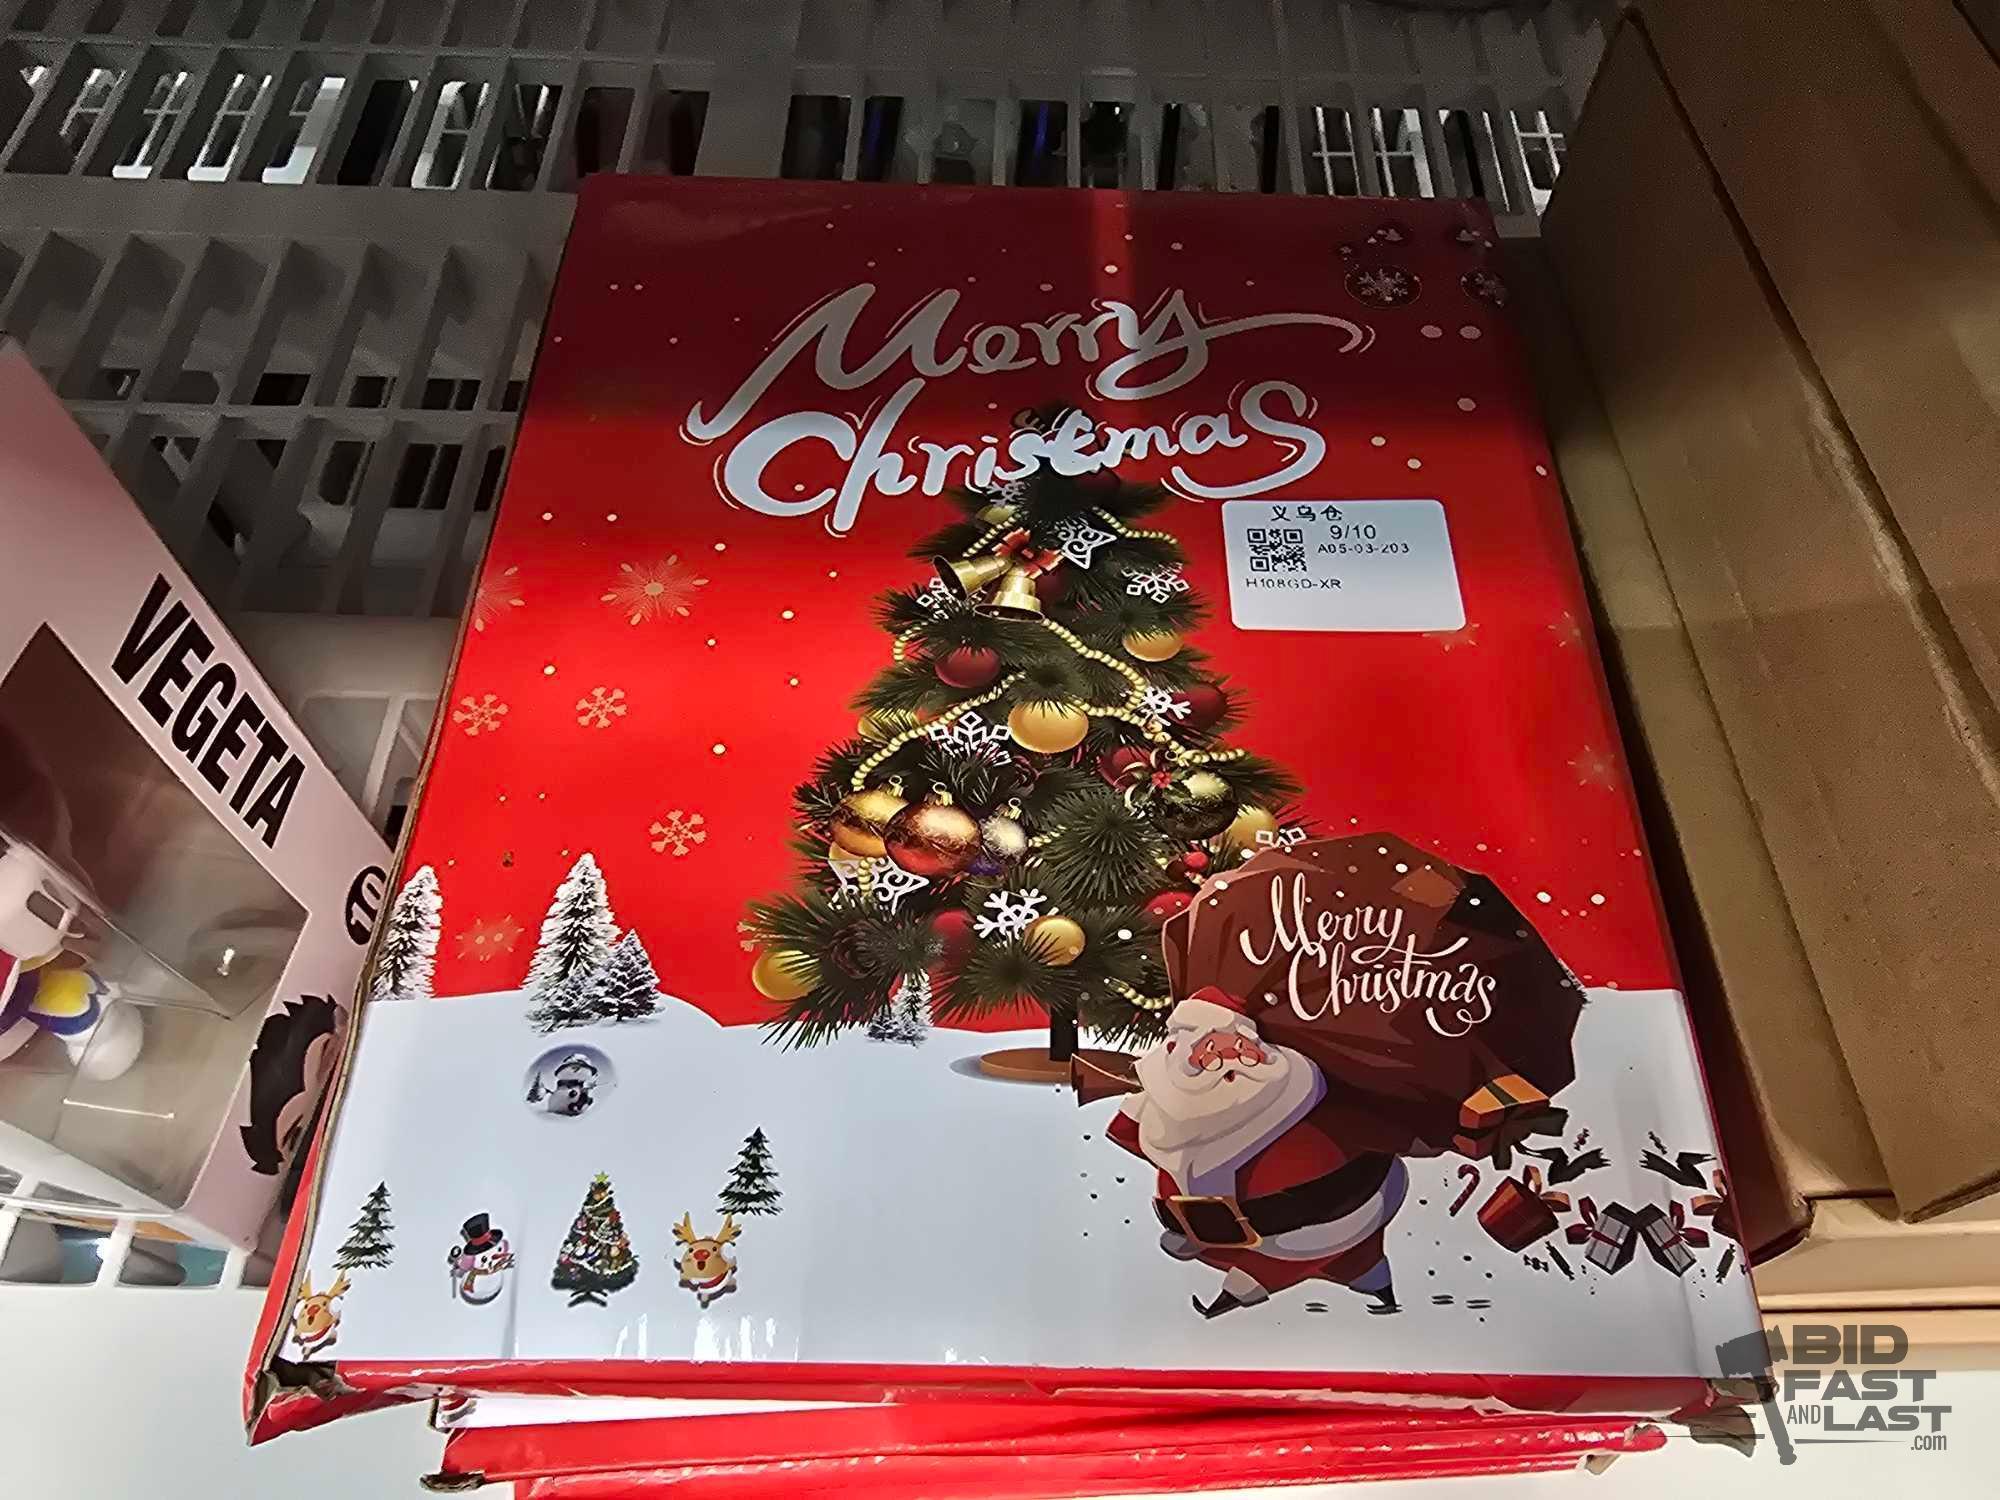 Merry
Christmas
义乌仓
9/10
A05-03-203
H108GD-XR
VEGETA
10
Merry
Christmas
BID
FAST
AND LAST
.com